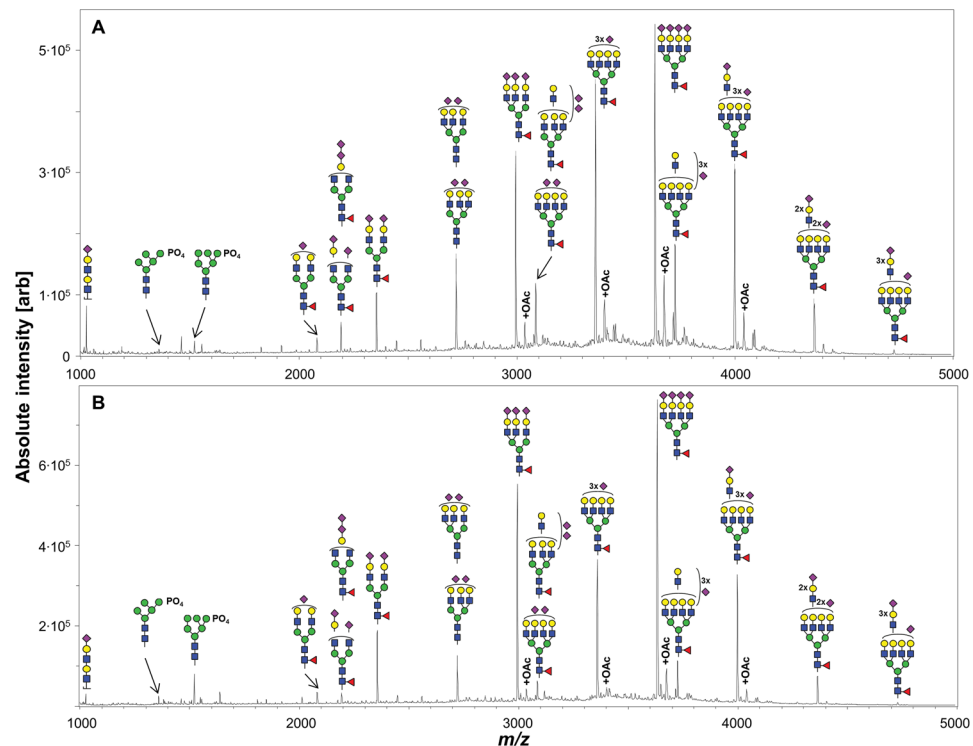 Absolute intensity [arb]
A
5·10⁵
3·10⁵
1·10⁵
0
3x
3x
3x
2x
2x
3x
PO₄
PO₄
+OAc
+OAc
+OAc
+OAc
1000 2000 3000 4000 5000
B
6·10⁵
4·10⁵
2·10⁵
3x
3x
3x
2x
2x
3x
PO₄
PO₄
+OAc
+OAc
+OAc
+OAc
1000 2000 3000 4000 5000
m/z